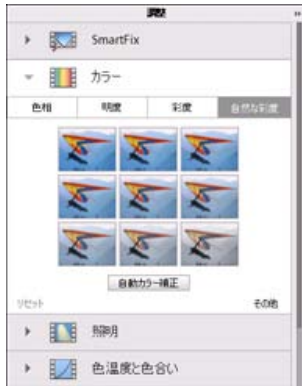 調整
SmartFix
カラー
色相 明度 彩度 自然な彩度
自動カラー補正
リセット その他
照明
色温度と色合い